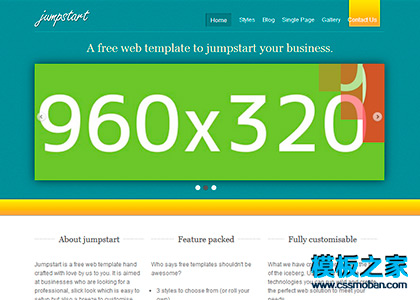 jumpstart
Home Styles Blog Single Page Gallery Contact Us
A free web template to jumpstart your business.
960x320
About jumpstart
Jumpstart is a free web template hand
crafted with love by us to you. It is aimed
at businesses who are looking for a
professional, slick look which is easy to
setup but also a breeze to customise
Feature packed
Who says free templates shouldn't be
awesome?
• 3 styles to choose from (or roll your
own)
Fully customisable
What we have cr
of the iceberg. U
technologies you can
the perfect website solution to meet your
needs.
模板之家
www.cssmoban.com